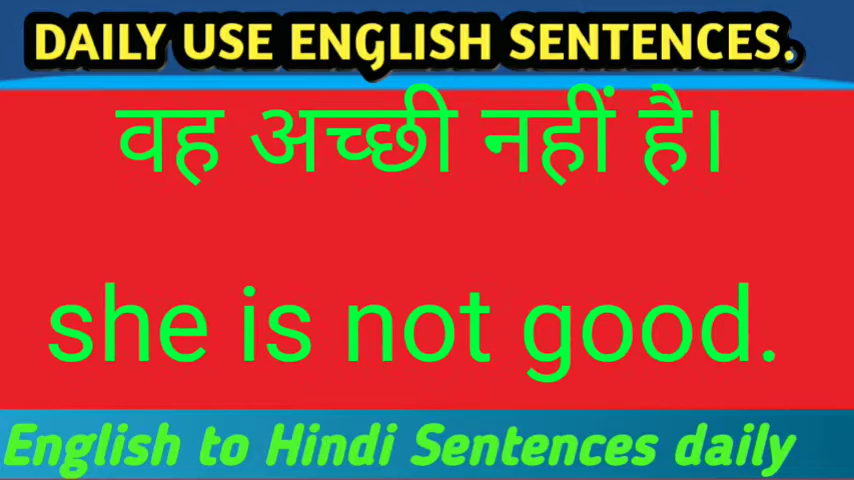 DAILY USE ENGLISH SENTENCES.
वह अच्छी नहीं है।
she is not good.
English to Hindi Sentences daily